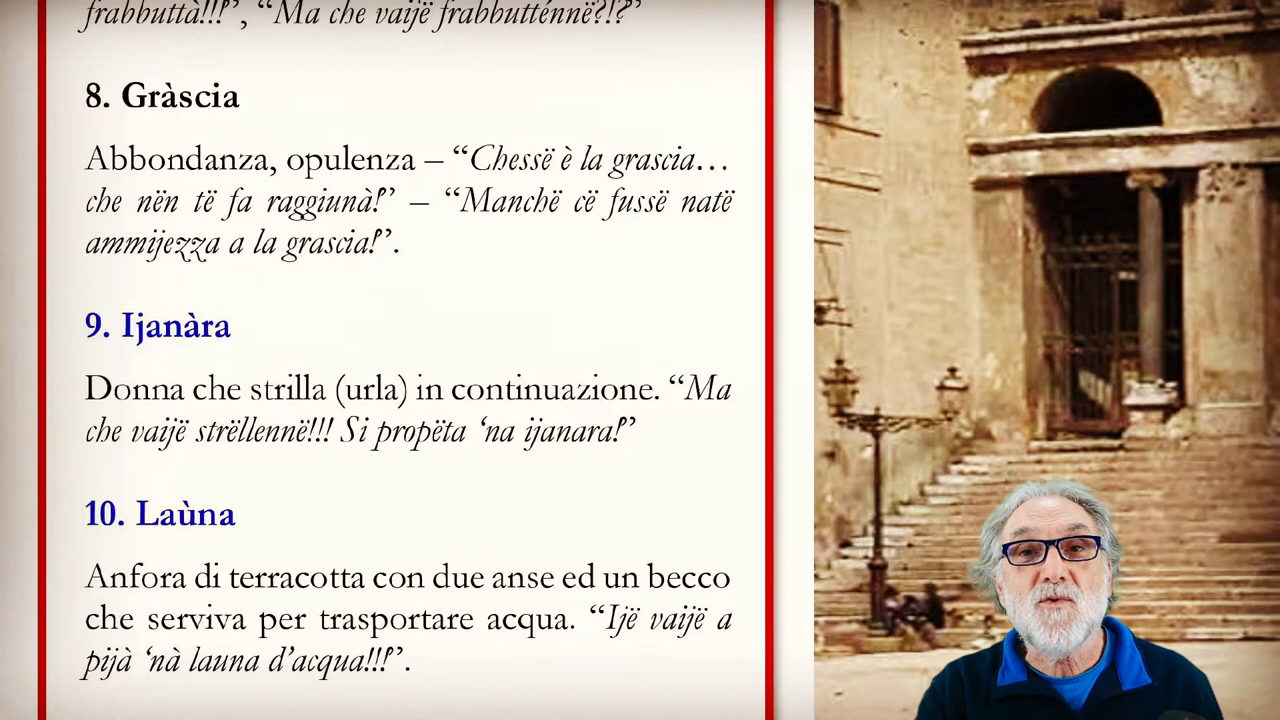 frabbuttà!!!”, “Ma che vaijë frabbutténnë?!?”
8. Gràscia
Abbondanza, opulenza – “Chessë è la grascia…
che nën të fa raggiunà!” – “Manchë cë fussë natë
ammijezza a la grascia!”.
9. Ijanàra
Donna che strilla (urla) in continuazione. “Ma
che vaijë strëllennë!!! Si propëta ‘na ijanara!”
10. Laùna
Anfora di terracotta con due anse ed un becco
che serviva per trasportare acqua. “Ijë vaijë a
pijà ‘nà launa d’acqua!!!”.